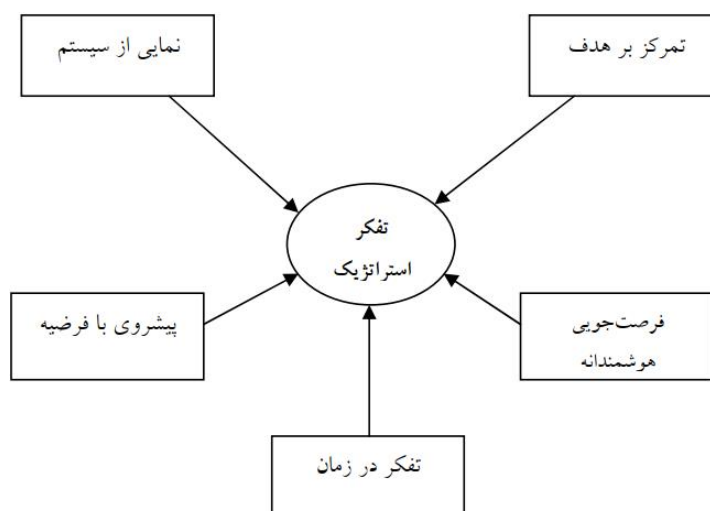 تمرکز بر هدف
نمایی از سیستم
تفکر
استراتژیک
فرصت‌جویی
هوشمندانه
پیشروی با فرضیه
تفکر در زمان